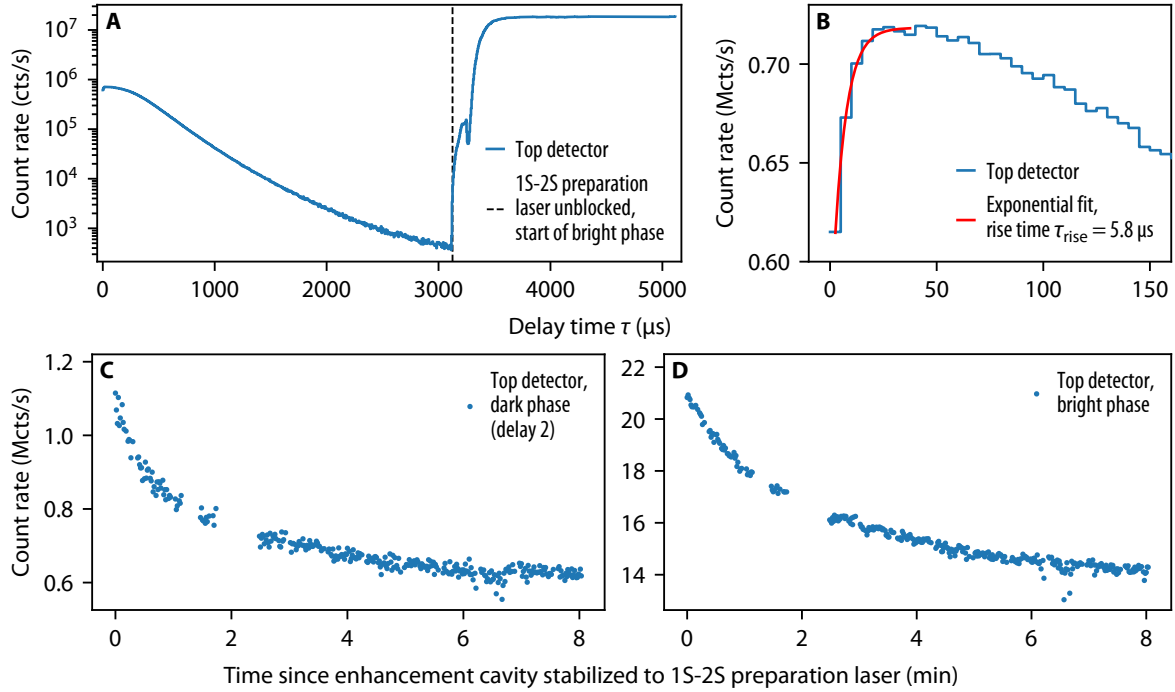 A
Count rate (cts/s)
10⁷
10⁶
10⁵
10⁴
10³
Top detector
1S-2S preparation
laser unblocked,
start of bright phase
0 1000 2000 3000 4000 5000
B
Count rate (Mcts/s)
0.70
0.65
0.60
Top detector
Exponential fit,
rise time τrise = 5.8 µs
0 50 100 150
Delay time τ (µs)
C
Count rate (Mcts/s)
1.2
1.0
0.8
0.6
Top detector,
dark phase
(delay 2)
0 2 4 6 8
D
22
20
18
16
14
Top detector,
bright phase
0 2 4 6 8
Time since enhancement cavity stabilized to 1S-2S preparation laser (min)